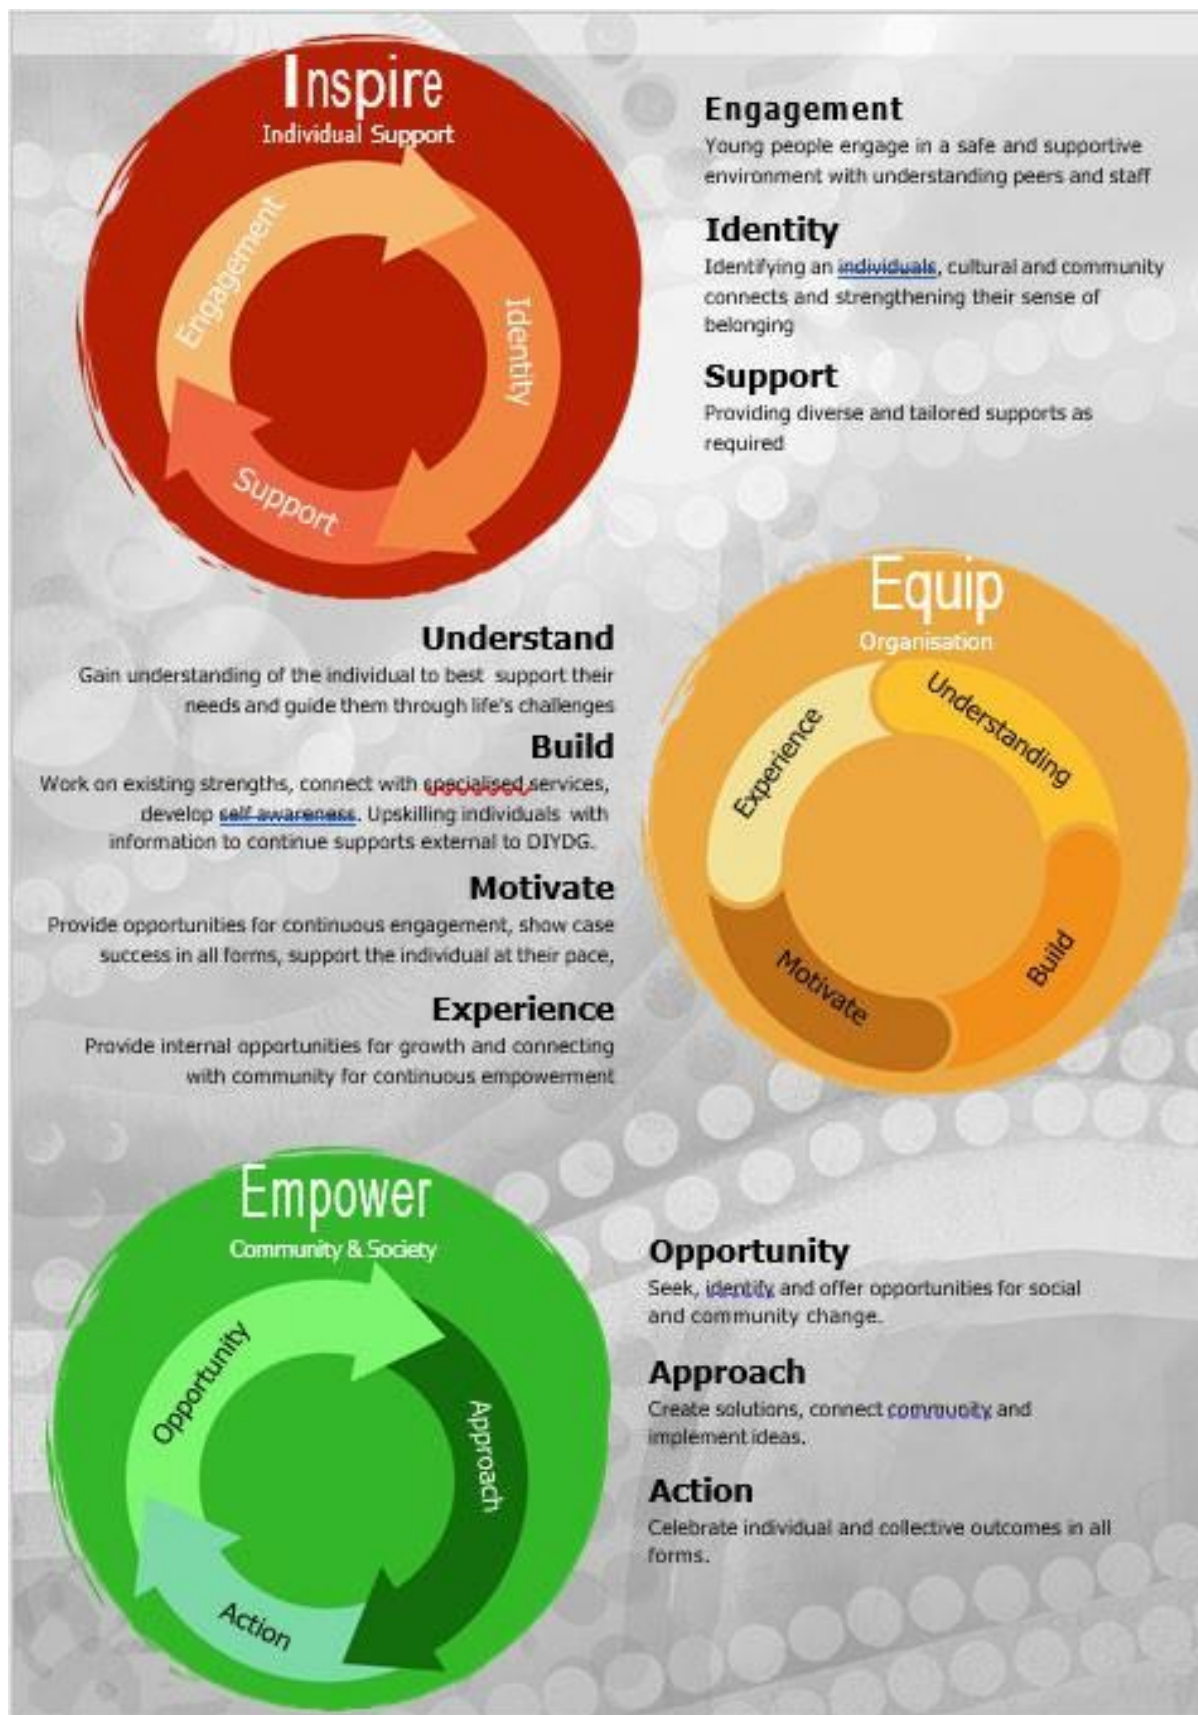 Inspire
Individual Support
Engagement
Identity
Support
Engagement
Young people engage in a safe and supportive
environment with understanding peers and staff
Identity
Identifying an individuals, cultural and community
connects and strengthening their sense of
belonging
Support
Providing diverse and tailored supports as
required
Equip
Organisation
Understanding
Experience
Build
Motivate
Understand
Gain understanding of the individual to best support their
needs and guide them through life's challenges
Build
Work on existing strengths, connect with specialised services,
develop self awareness. Upskilling individuals with
information to continue supports external to DIYDG.
Motivate
Provide opportunities for continuous engagement, show case
success in all forms, support the individual at their pace,
Experience
Provide internal opportunities for growth and connecting
with community for continuous empowerment
Empower
Community & Society
Opportunity
Approach
Action
Opportunity
Seek, identify and offer opportunities for social
and community change.
Approach
Create solutions, connect community and
implement ideas.
Action
Celebrate individual and collective outcomes in all
forms.